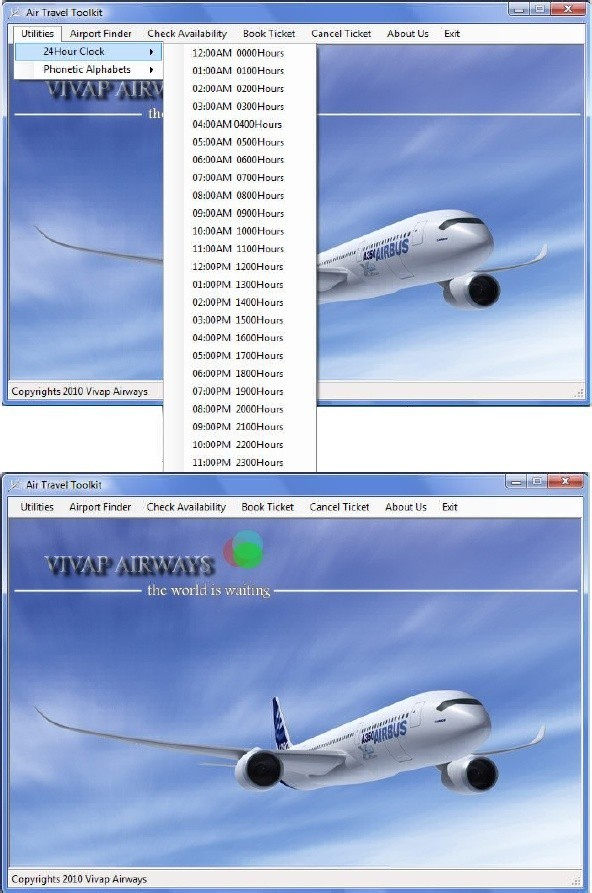 Air Travel Toolkit
Utilities Airport Finder Check Availability Book Ticket Cancel Ticket About Us Exit
24Hour Clock
Phonetic Alphabets
12:00AM 0000Hours
01:00AM 0100Hours
02:00AM 0200Hours
03:00AM 0300Hours
04:00AM 0400Hours
05:00AM 0500Hours
06:00AM 0600Hours
07:00AM 0700Hours
08:00AM 0800Hours
09:00AM 0900Hours
10:00AM 1000Hours
11:00AM 1100Hours
12:00PM 1200Hours
01:00PM 1300Hours
02:00PM 1400Hours
03:00PM 1500Hours
04:00PM 1600Hours
05:00PM 1700Hours
06:00PM 1800Hours
07:00PM 1900Hours
08:00PM 2000Hours
09:00PM 2100Hours
10:00PM 2200Hours
11:00PM 2300Hours
VIVAP AIRW
the
A350 AIRBUS
Copyrights 2010 Vivap Airways
Air Travel Toolkit
Utilities Airport Finder Check Availability Book Ticket Cancel Ticket About Us Exit
VIVAP AIRWAYS
the world is waiting
A350 AIRBUS
Copyrights 2010 Vivap Airways